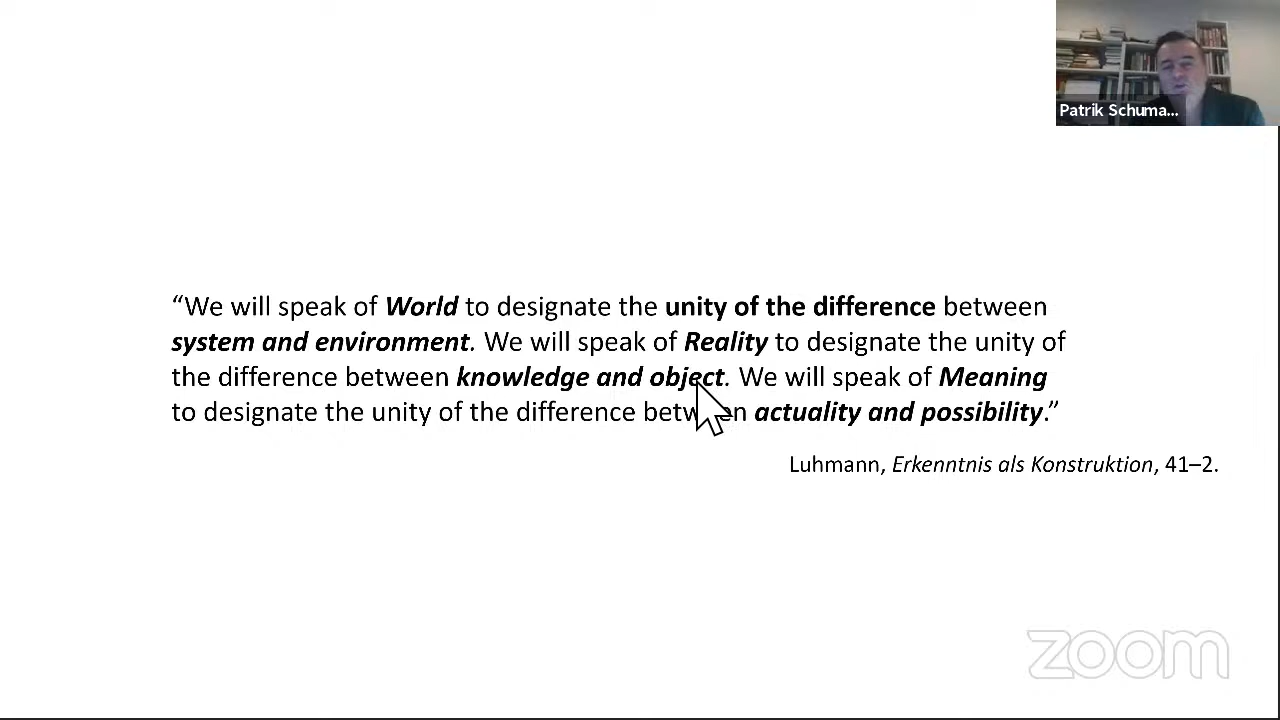 Patrik Schuma...
“We will speak of World to designate the unity of the difference between
system and environment. We will speak of Reality to designate the unity of
the difference between knowledge and object. We will speak of Meaning
to designate the unity of the difference between actuality and possibility.”
Luhmann, Erkenntnis als Konstruktion, 41–2.
zoom